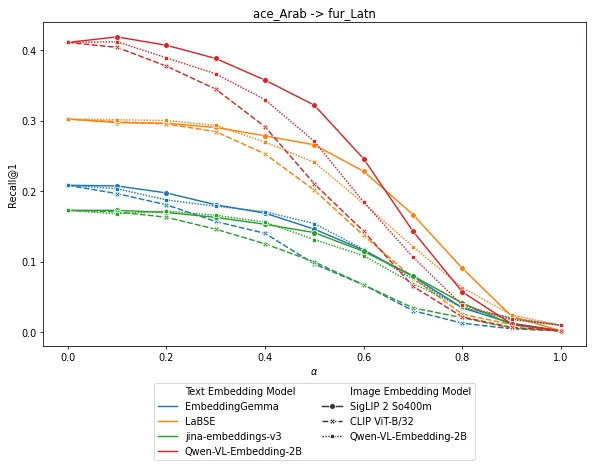 ace_Arab -> fur_Latn
Recall@1
0.4
0.3
0.2
0.1
0.0
0.0 0.2 0.4 0.6 0.8 1.0
α
Text Embedding Model Image Embedding Model
EmbeddingGemma SigLIP 2 So400m
LaBSE CLIP ViT-B/32
jina-embeddings-v3 Qwen-VL-Embedding-2B
Qwen-VL-Embedding-2B